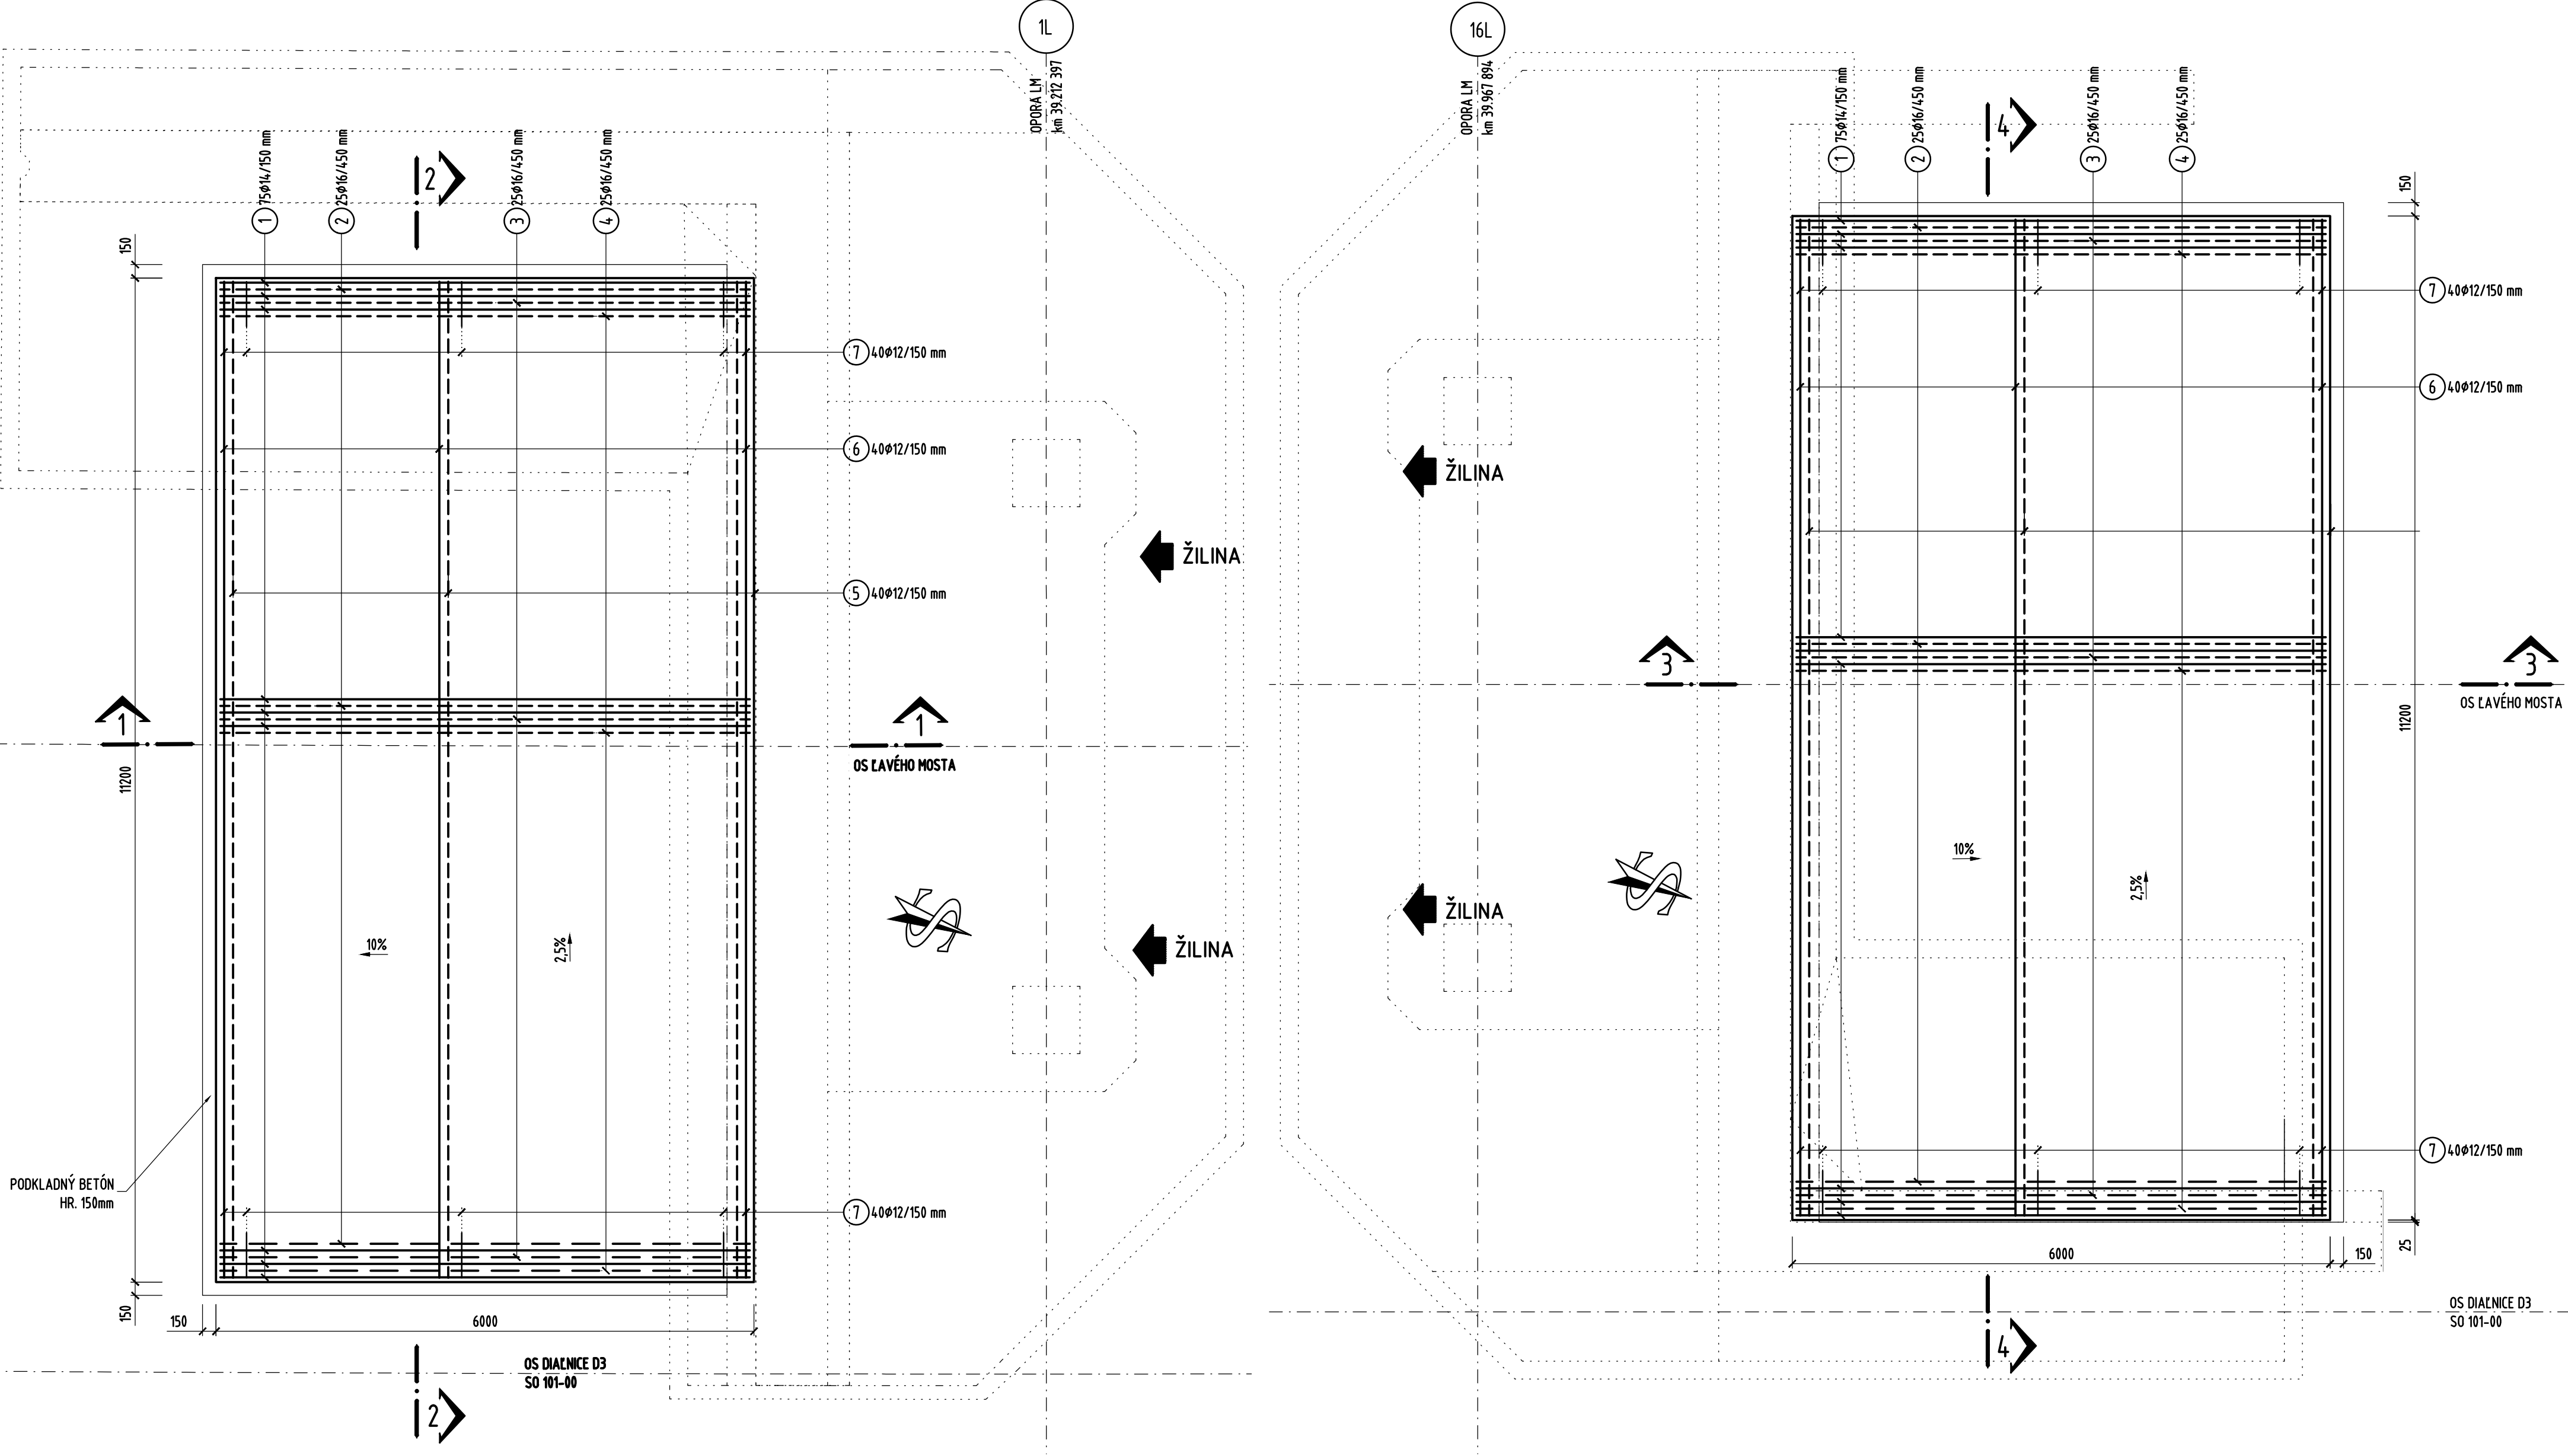 1L
OPORA LM
km 39.212 397
1 75ø14/150 mm
2 25ø16/450 mm
3 25ø16/450 mm
4 25ø16/450 mm
2
150
7 40ø12/150 mm
6 40ø12/150 mm
5 40ø12/150 mm
ŽILINA
1
1
OS ĽAVÉHO MOSTA
11200
10%
2,5%
ŽILINA
PODKLADNÝ BETÓN
HR. 150mm
7 40ø12/150 mm
150
150
6000
OS DIAĽNICE D3
SO 101-00
2
16L
OPORA LM
km 39.967 894
1 75ø14/150 mm
2 25ø16/450 mm
3 25ø16/450 mm
4 25ø16/450 mm
4
150
7 40ø12/150 mm
6 40ø12/150 mm
ŽILINA
3
3
OS ĽAVÉHO MOSTA
11200
10%
2,5%
ŽILINA
7 40ø12/150 mm
25
6000
150
OS DIAĽNICE D3
SO 101-00
4